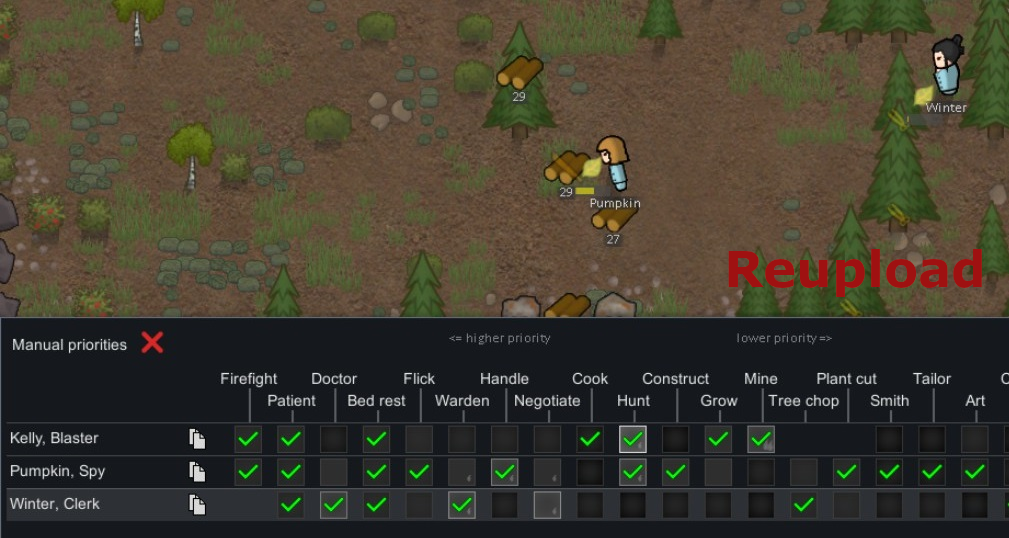 29
Winter
29
Pumpkin
27
Reupload
Manual priorities
<= higher priority
lower priority =>
Firefight
Doctor
Flick
Handle
Cook
Construct
Mine
Plant cut
Tailor
Patient
Bed rest
Warden
Negotiate
Hunt
Grow
Tree chop
Smith
Art
Kelly, Blaster
Pumpkin, Spy
Winter, Clerk